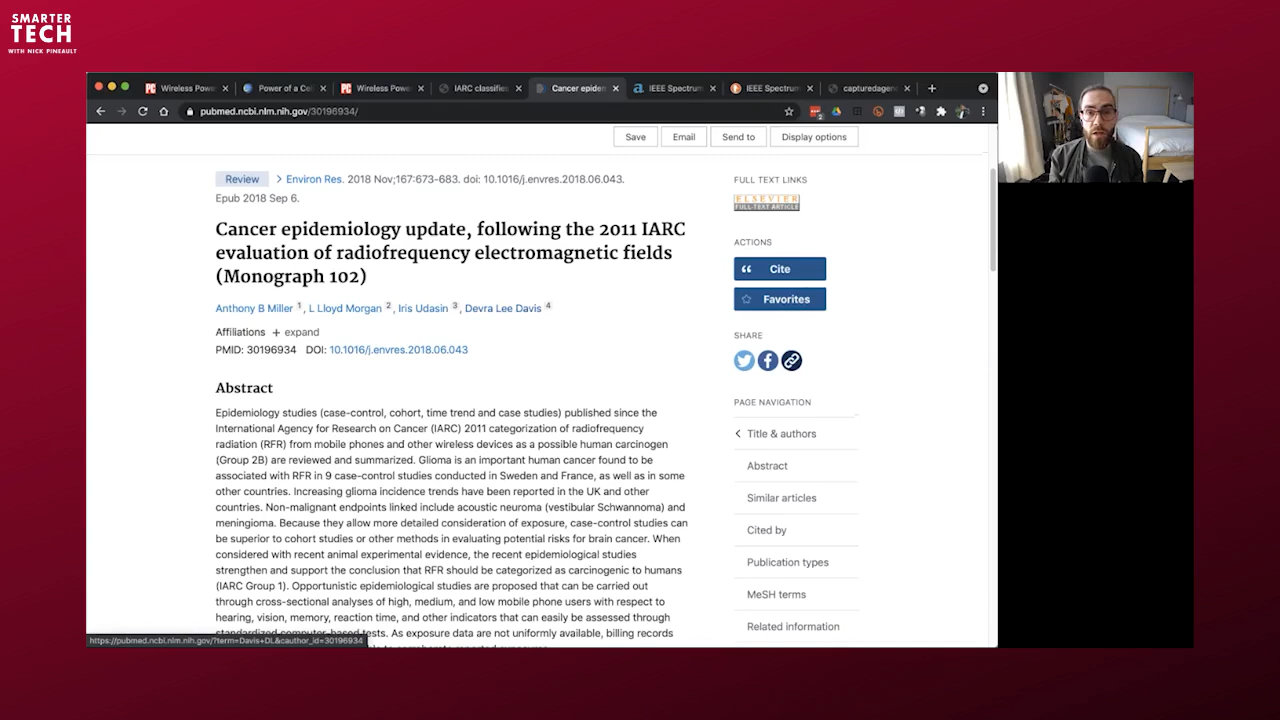 SMARTER
TECH
WITH NICK PINEAULT
Wireless Powe
Power of a Cel
Wireless Powe
IARC classifies
Cancer epidem
IEEE Spectrum
IEEE Spectrum
capturedagen
pubmed.ncbi.nlm.nih.gov/30196934/
Save
Email
Send to
Display options
Review
Environ Res. 2018 Nov;167:673-683. doi: 10.1016/j.envres.2018.06.043.
Epub 2018 Sep 6.
Cancer epidemiology update, following the 2011 IARC
evaluation of radiofrequency electromagnetic fields
(Monograph 102)
Anthony B Miller 1, L Lloyd Morgan 2, Iris Udasin 3, Devra Lee Davis 4
Affiliations + expand
PMID: 30196934 DOI: 10.1016/j.envres.2018.06.043
Abstract
Epidemiology studies (case-control, cohort, time trend and case studies) published since the
International Agency for Research on Cancer (IARC) 2011 categorization of radiofrequency
radiation (RFR) from mobile phones and other wireless devices as a possible human carcinogen
(Group 2B) are reviewed and summarized. Glioma is an important human cancer found to be
associated with RFR in 9 case-control studies conducted in Sweden and France, as well as in some
other countries. Increasing glioma incidence trends have been reported in the UK and other
countries. Non-malignant endpoints linked include acoustic neuroma (vestibular Schwannoma) and
meningioma. Because they allow more detailed consideration of exposure, case-control studies can
be superior to cohort studies or other methods in evaluating potential risks for brain cancer. When
considered with recent animal experimental evidence, the recent epidemiological studies
strengthen and support the conclusion that RFR should be categorized as carcinogenic to humans
(IARC Group 1). Opportunistic epidemiological studies are proposed that can be carried out
through cross-sectional analyses of high, medium, and low mobile phone users with respect to
hearing, vision, memory, reaction time, and other indicators that can easily be assessed through
standardized computer-based tests. As exposure data are not uniformly available, billing records
https://pubmed.ncbi.nlm.nih.gov/?term=Davis+DL&cauthor_id=30196934
FULL TEXT LINKS
ELSEVIER
FULL-TEXT ARTICLE
ACTIONS
Cite
Favorites
SHARE
PAGE NAVIGATION
Title & authors
Abstract
Similar articles
Cited by
Publication types
MeSH terms
Related information